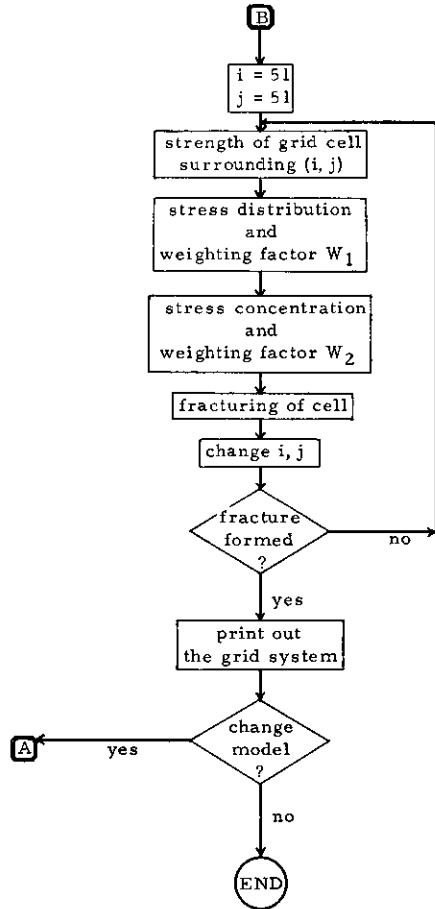 B
i = 51
j = 51
strength of grid cell
surrounding (i, j)
stress distribution
and
weighting factor W1
stress concentration
and
weighting factor W2
fracturing of cell
change i, j
fracture
formed
?
no
yes
print out
the grid system
change
model
?
A
yes
no
END